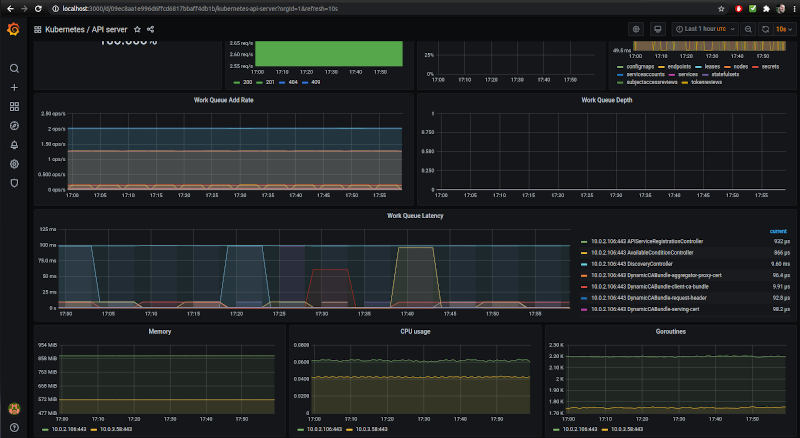 localhost:3000/d/09ec8aa1e996d6ffcd6817bbaff4db1b/kubernetes-api-server?orgId=1&refresh=10s
Kubernetes / API server
Last 1 hour UTC
10s
100.000%
2.65 req/s
2.60 req/s
2.55 req/s
17:00 17:10 17:20 17:30 17:40 17:50
200 201 404 409
25%
0%
17:00 17:10 17:20 17:30 17:40 17:50
49.6 ms
17:00 17:10 17:20 17:30 17:40 17:50
configmaps endpoints leases nodes secrets
serviceaccounts services statefulsets
subjectaccessreviews tokenreviews
Work Queue Add Rate
2.50 ops/s
2 ops/s
1.50 ops/s
1 ops/s
0.500 ops/s
0 ops/s
17:00 17:05 17:10 17:15 17:20 17:25 17:30 17:35 17:40 17:45 17:50 17:55
Work Queue Depth
1
0.750
0.500
0.250
0
17:00 17:05 17:10 17:15 17:20 17:25 17:30 17:35 17:40 17:45 17:50 17:55
Work Queue Latency
125 ms
100 ms
75.0 ms
50 ms
25 ms
0 ms
17:00 17:05 17:10 17:15 17:20 17:25 17:30 17:35 17:40 17:45 17:50 17:55
current
10.0.2.106:443 APIServiceRegistrationController 932 µs
10.0.2.106:443 AvailableConditionController 866 µs
10.0.2.106:443 DiscoveryController 9.60 ms
10.0.2.106:443 DynamicCABundle-aggregator-proxy-cert 96.4 µs
10.0.2.106:443 DynamicCABundle-client-ca-bundle 9.91 µs
10.0.2.106:443 DynamicCABundle-request-header 92.8 µs
10.0.2.106:443 DynamicCABundle-serving-cert 98.2 µs
Memory
954 MiB
858 MiB
763 MiB
668 MiB
572 MiB
477 MiB
17:00 17:10 17:20 17:30 17:40 17:50
10.0.2.106:443 10.0.3.58:443
CPU usage
0.0800
0.0600
0.0400
0.0200
0
17:00 17:10 17:20 17:30 17:40 17:50
10.0.2.106:443 10.0.3.58:443
Goroutines
2.30 K
2.20 K
2.10 K
2 K
1.90 K
1.80 K
1.70 K
17:00 17:10 17:20 17:30 17:40 17:50
10.0.2.106:443 10.0.3.58:443